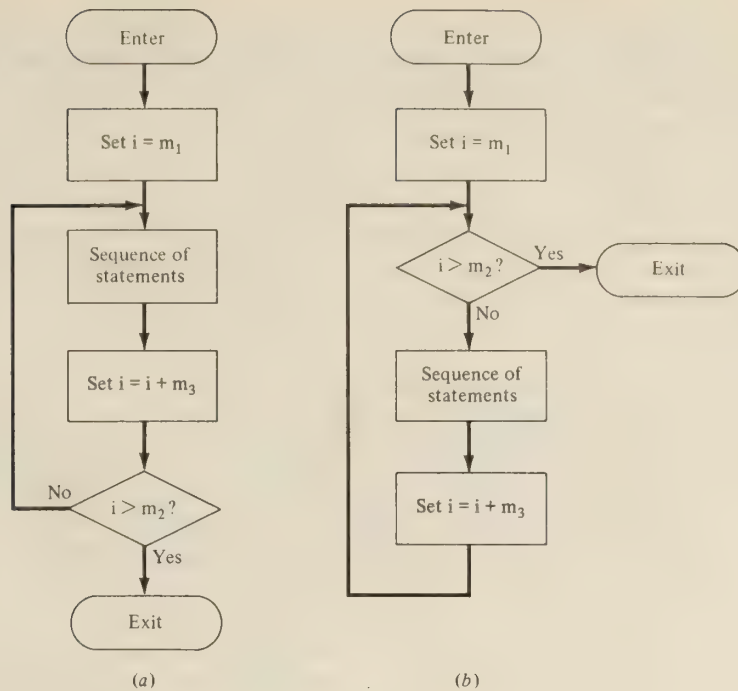 Enter
Set i = m₁
Sequence of
statements
Set i = i + m₃
No
i > m₂?
Yes
Exit
(a)
Enter
Set i = m₁
i > m₂?
Yes
Exit
No
Sequence of
statements
Set i = i + m₃
(b)